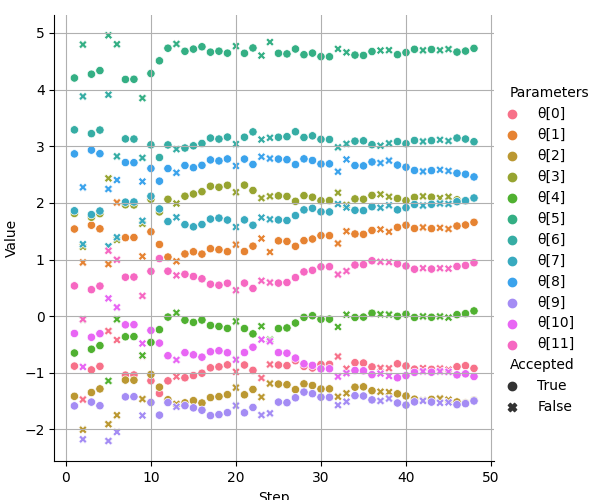 5
4
3
2
1
0
−1
−2
Value
0
10
20
30
40
50
Step
Parameters
θ[0]
θ[1]
θ[2]
θ[3]
θ[4]
θ[5]
θ[6]
θ[7]
θ[8]
θ[9]
θ[10]
θ[11]
Accepted
True
False